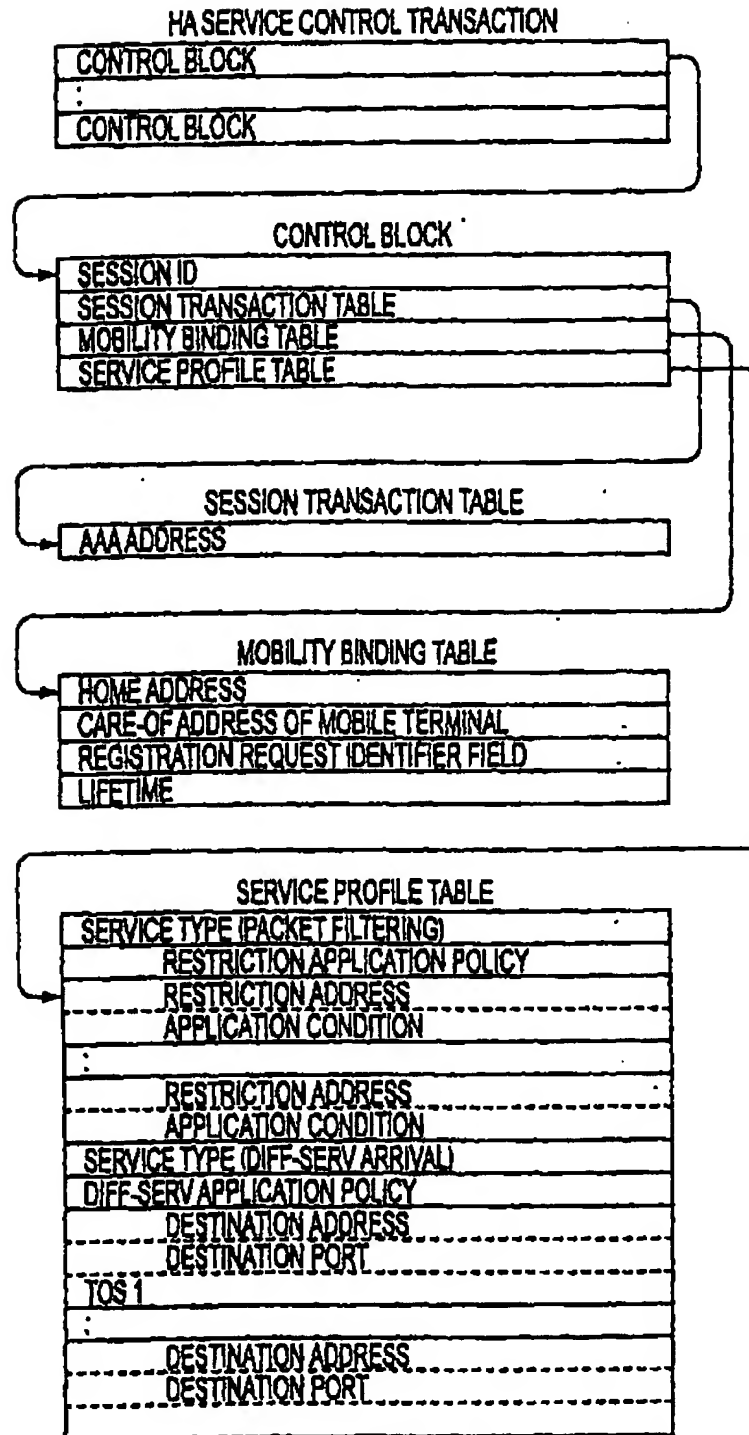 HA SERVICE CONTROL TRANSACTION
CONTROL BLOCK
:
CONTROL BLOCK
CONTROL BLOCK
SESSION ID
SESSION TRANSACTION TABLE
MOBILITY BINDING TABLE
SERVICE PROFILE TABLE
SESSION TRANSACTION TABLE
AAA ADDRESS
MOBILITY BINDING TABLE
HOME ADDRESS
CARE-OF ADDRESS OF MOBILE TERMINAL
REGISTRATION REQUEST IDENTIFIER FIELD
LIFETIME
SERVICE PROFILE TABLE
SERVICE TYPE (PACKET FILTERING)
RESTRICTION APPLICATION POLICY
RESTRICTION ADDRESS
APPLICATION CONDITION
:
RESTRICTION ADDRESS
APPLICATION CONDITION
SERVICE TYPE (DIFF-SERV ARRIVAL)
DIFF-SERV APPLICATION POLICY
DESTINATION ADDRESS
DESTINATION PORT
TOS 1
:
DESTINATION ADDRESS
DESTINATION PORT